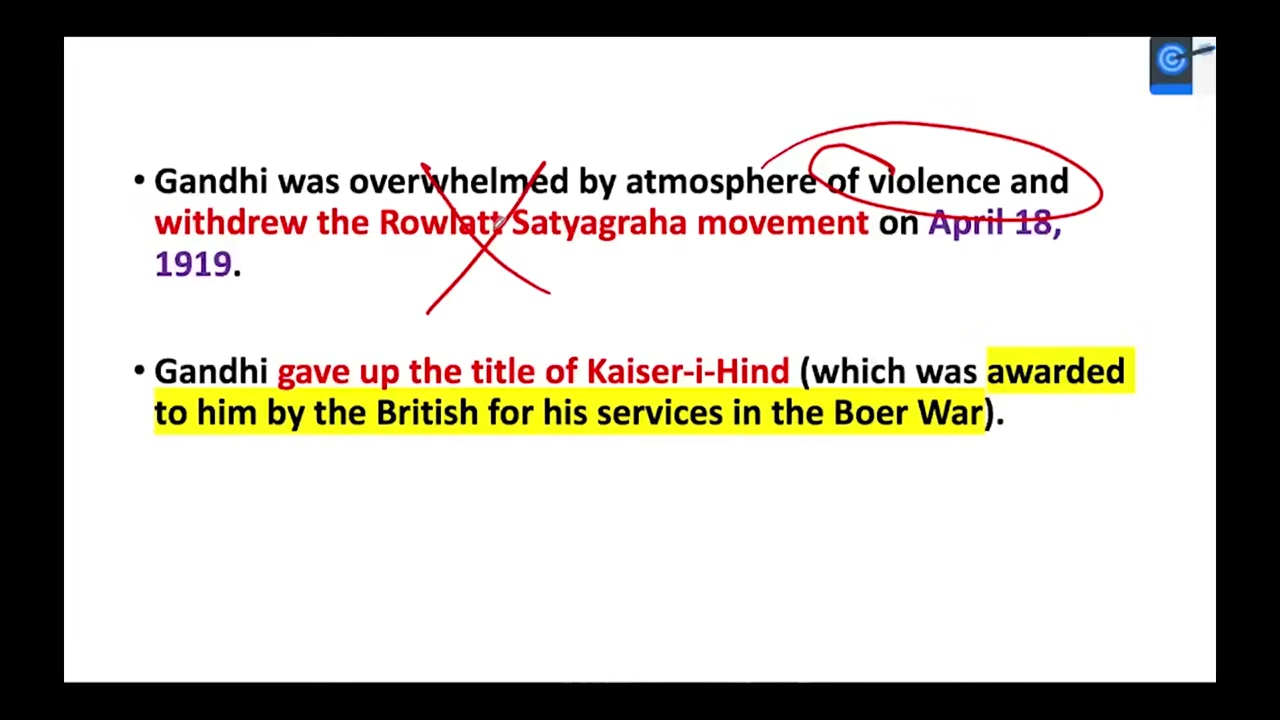 • Gandhi was overwhelmed by atmosphere of violence and
withdrew the Rowlatt Satyagraha movement on April 18,
1919.
• Gandhi gave up the title of Kaiser-i-Hind (which was awarded
to him by the British for his services in the Boer War).